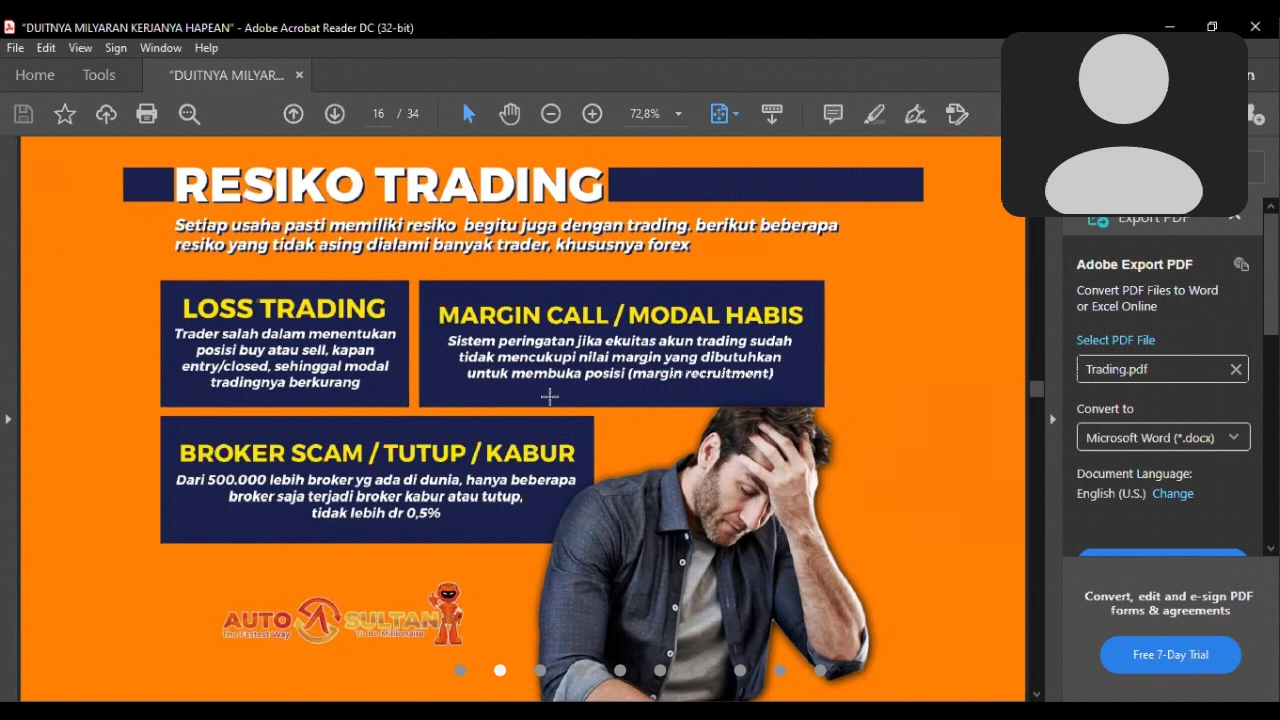 "DUITNYA MILYARAN KERJANYA HAPEAN" - Adobe Acrobat Reader DC (32-bit)
File Edit View Sign Window Help
Home Tools "DUITNYA MILYAR... ×
16 / 34 72,8%
RESIKO TRADING
Setiap usaha pasti memiliki resiko begitu juga dengan trading. berikut beberapa
resiko yang tidak asing dialami banyak trader, khususnya forex
LOSS TRADING
Trader salah dalam menentukan
posisi buy atau sell, kapan
entry/closed, sehinggal modal
tradingnya berkurang
MARGIN CALL / MODAL HABIS
Sistem peringatan jika ekuitas akun trading sudah
tidak mencukupi nilai margin yang dibutuhkan
untuk membuka posisi (margin recruitment)
BROKER SCAM / TUTUP / KABUR
Dari 500.000 lebih broker yg ada di dunia, hanya beberapa
broker saja terjadi broker kabur atau tutup,
tidak lebih dr 0,5%
AUTO SULTAN
The Fastest Way To Be Millionaire
Export PDF
Adobe Export PDF
Convert PDF Files to Word
or Excel Online
Select PDF File
Trading.pdf
Convert to
Microsoft Word (*.docx)
Document Language:
English (U.S.) Change
Convert, edit and e-sign PDF
forms & agreements
Free 7-Day Trial